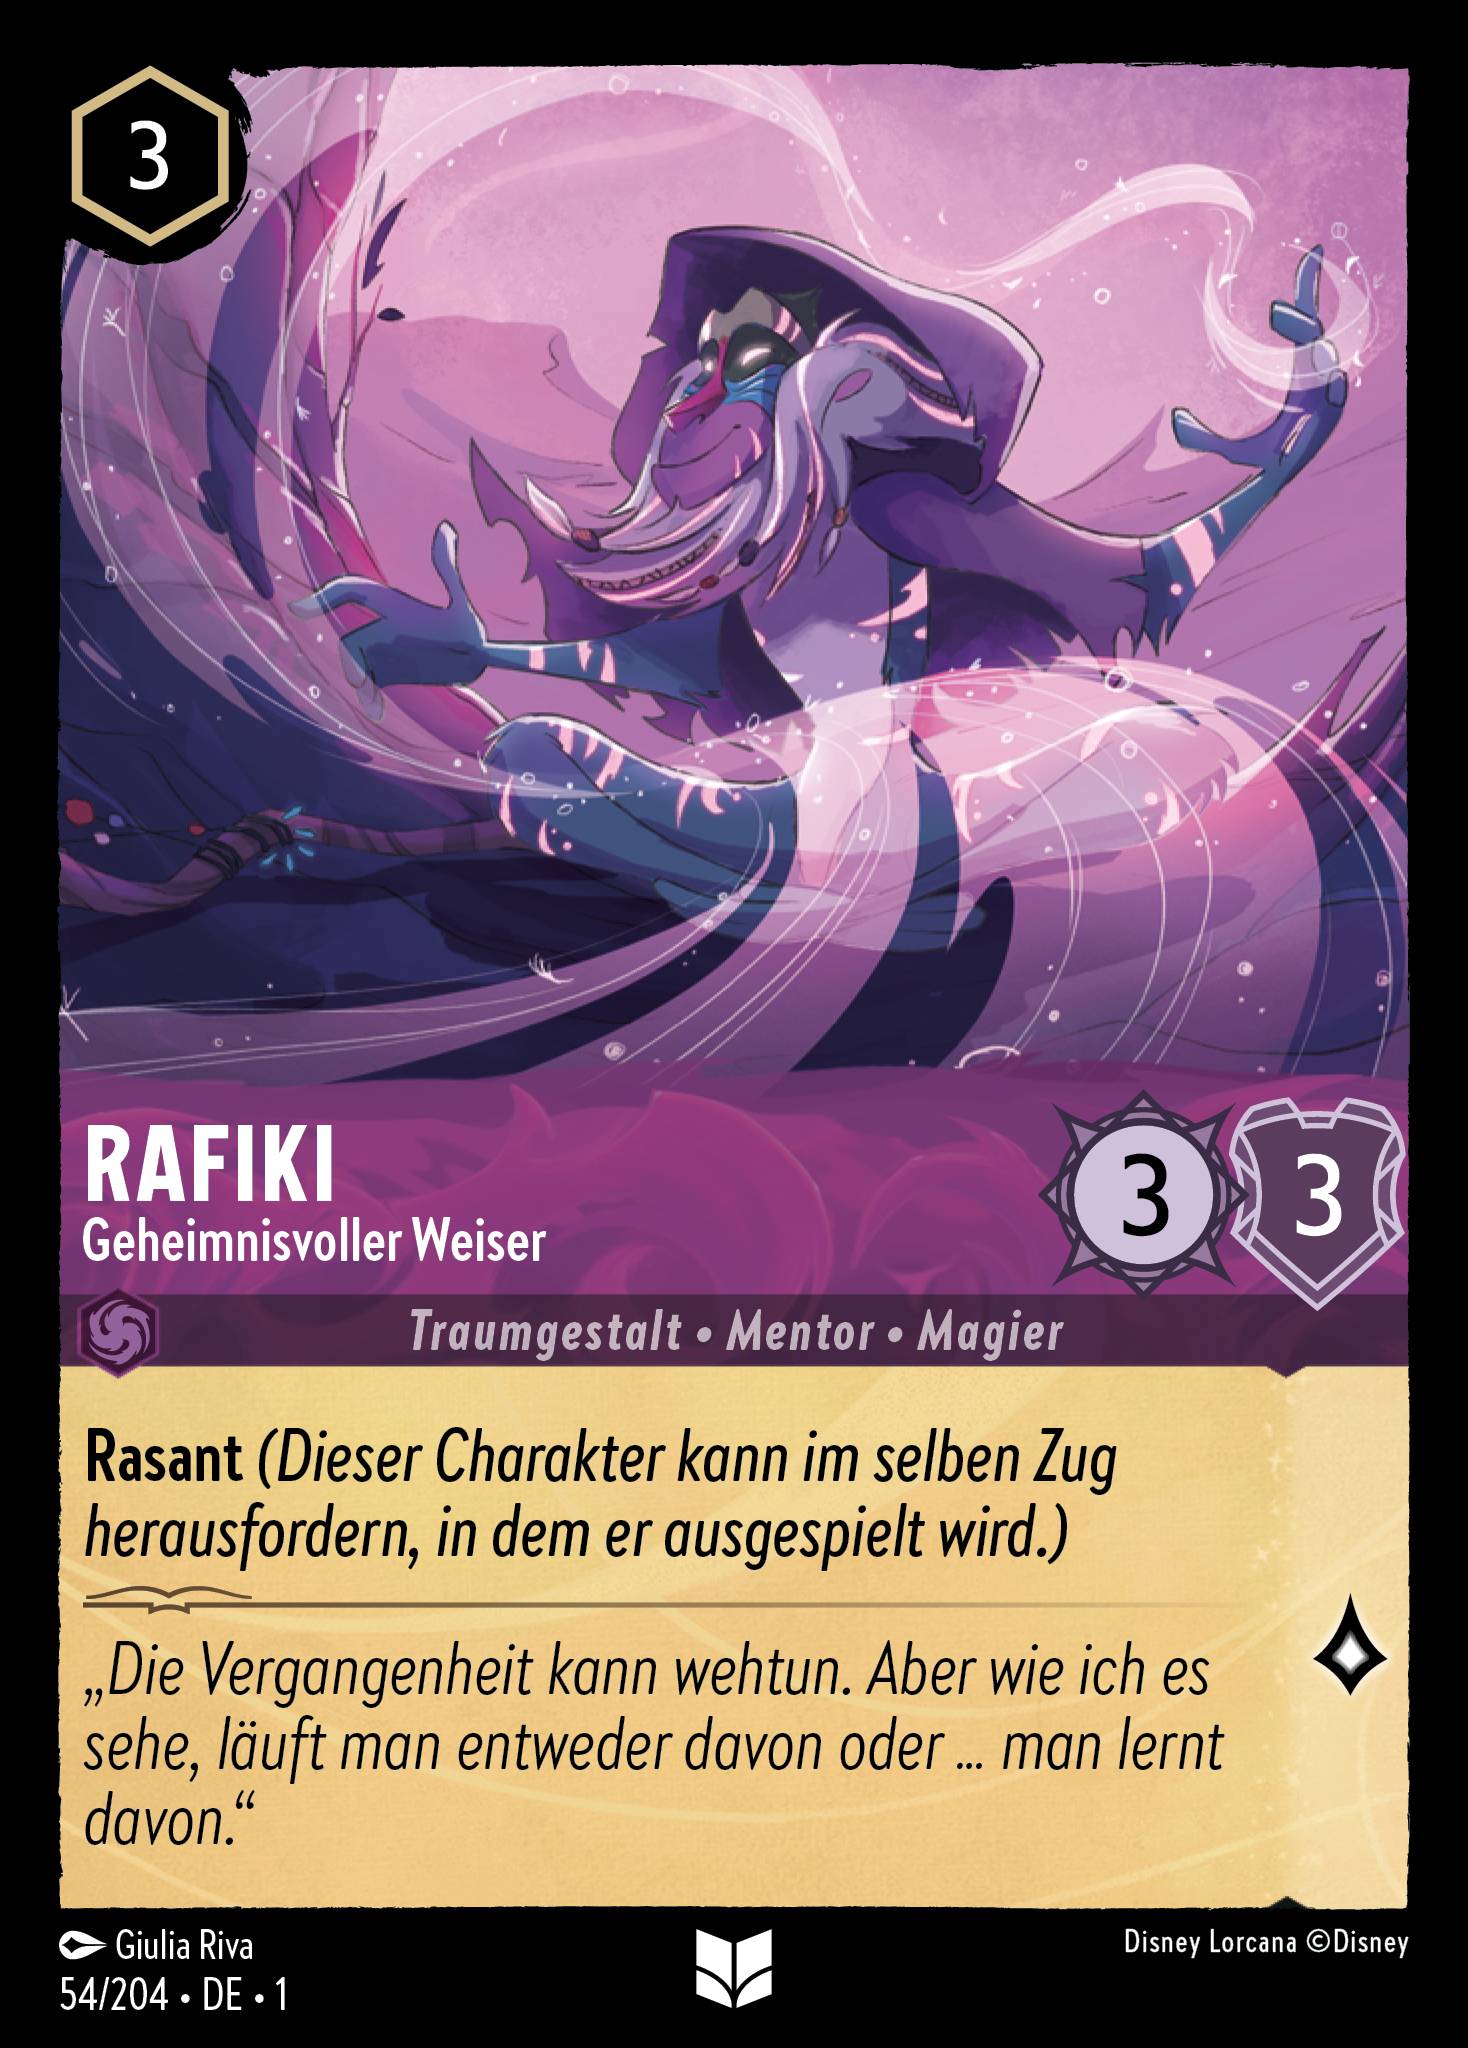 3
RAFIKI
Geheimnisvoller Weiser
3
3
Traumgestalt • Mentor • Magier
Rasant (Dieser Charakter kann im selben Zug
herausfordern, in dem er ausgespielt wird.)
„Die Vergangenheit kann wehtun. Aber wie ich es
sehe, läuft man entweder davon oder … man lernt
davon.“
Giulia Riva
Disney Lorcana ©Disney
54/204 • DE • 1